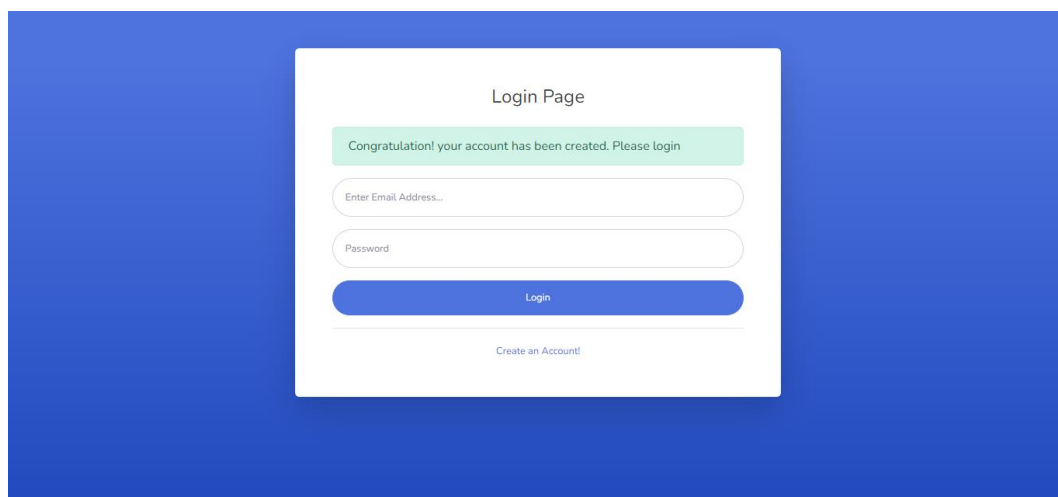 Login Page
Congratulation! your account has been created. Please login
Enter Email Address...
Password
Login
Create an Account!